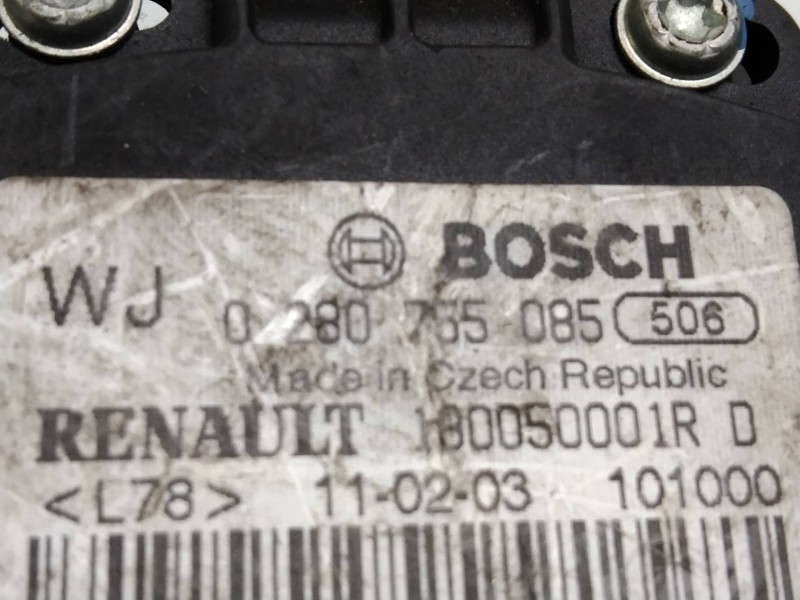 BOSCH
WJ 0 280 755 085 506
Made in Czech Republic
RENAULT 180050001R D
<L78> 11-02-03 101000